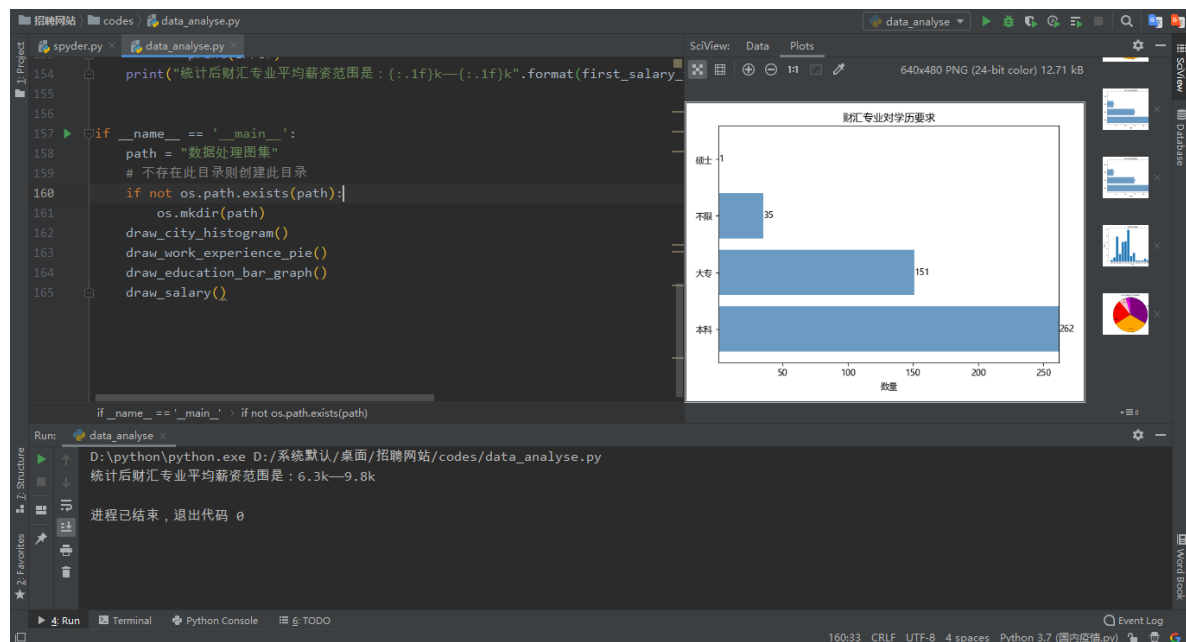 招聘网站 〉 codes 〉 data_analyse.py
data_analyse
1: Project
spyder.py × data_analyse.py ×
154 print("统计后财汇专业平均薪资范围是：{:.1f}k——{:.1f}k".format(first_salary_
155
156
157 if __name__ == '__main__':
158 path = "数据处理图集"
159 # 不存在此目录则创建此目录
160 if not os.path.exists(path):
161 os.mkdir(path)
162 draw_city_histogram()
163 draw_work_experience_pie()
164 draw_education_bar_graph()
165 draw_salary()
if __name__ == '__main__' › if not os.path.exists(path)
SciView: Data Plots
1:1 640x480 PNG (24-bit color) 12.71 kB
财汇专业对学历要求
硕士 1
不限 35
大专 151
本科 262
50 100 150 200 250
数量
8
SciView
Database
Word Book
Run: data_analyse ×
D:\python\python.exe D:/系统默认/桌面/招聘网站/codes/data_analyse.py
统计后财汇专业平均薪资范围是：6.3k——9.8k
进程已结束，退出代码 0
7: Structure
2: Favorites
4: Run Terminal Python Console 6: TODO Event Log
160:33 CRLF UTF-8 4 spaces Python 3.7 (国内疫情.py)